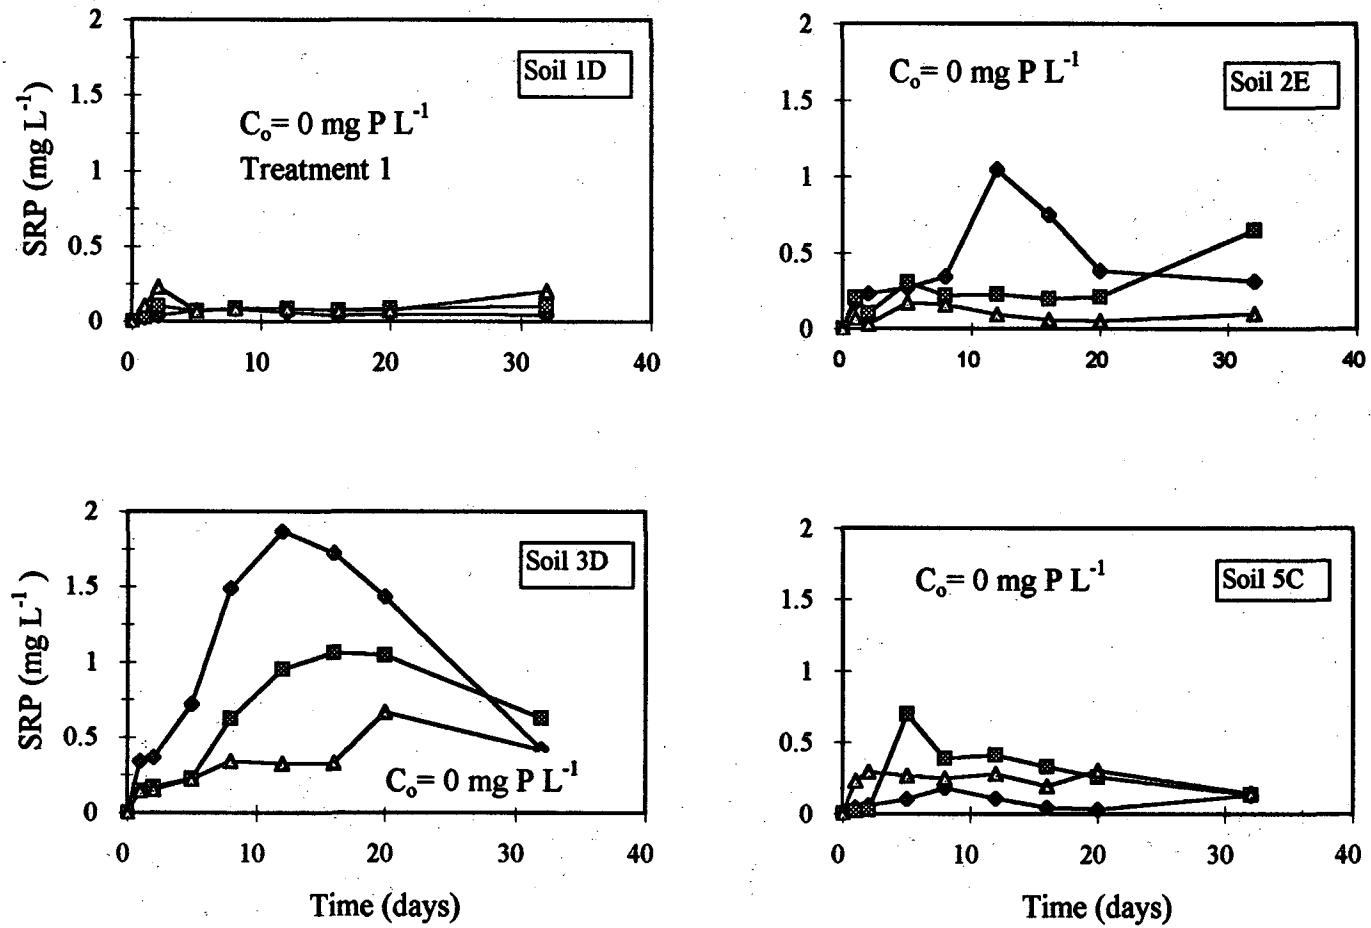 2
Soil 1D
1.5
C₀= 0 mg P L⁻¹
Treatment 1
1
0.5
0
SRP (mg L⁻¹)
0 10 20 30 40
2
C₀= 0 mg P L⁻¹
Soil 2E
1.5
1
0.5
0
0 10 20 30 40
2
Soil 3D
1.5
1
0.5
C₀= 0 mg P L⁻¹
0
SRP (mg L⁻¹ )
0 10 20 30 40
Time (days)
2
C₀= 0 mg P L⁻¹
Soil 5C
1.5
1
0.5
0
0 10 20 30 40
Time (days)